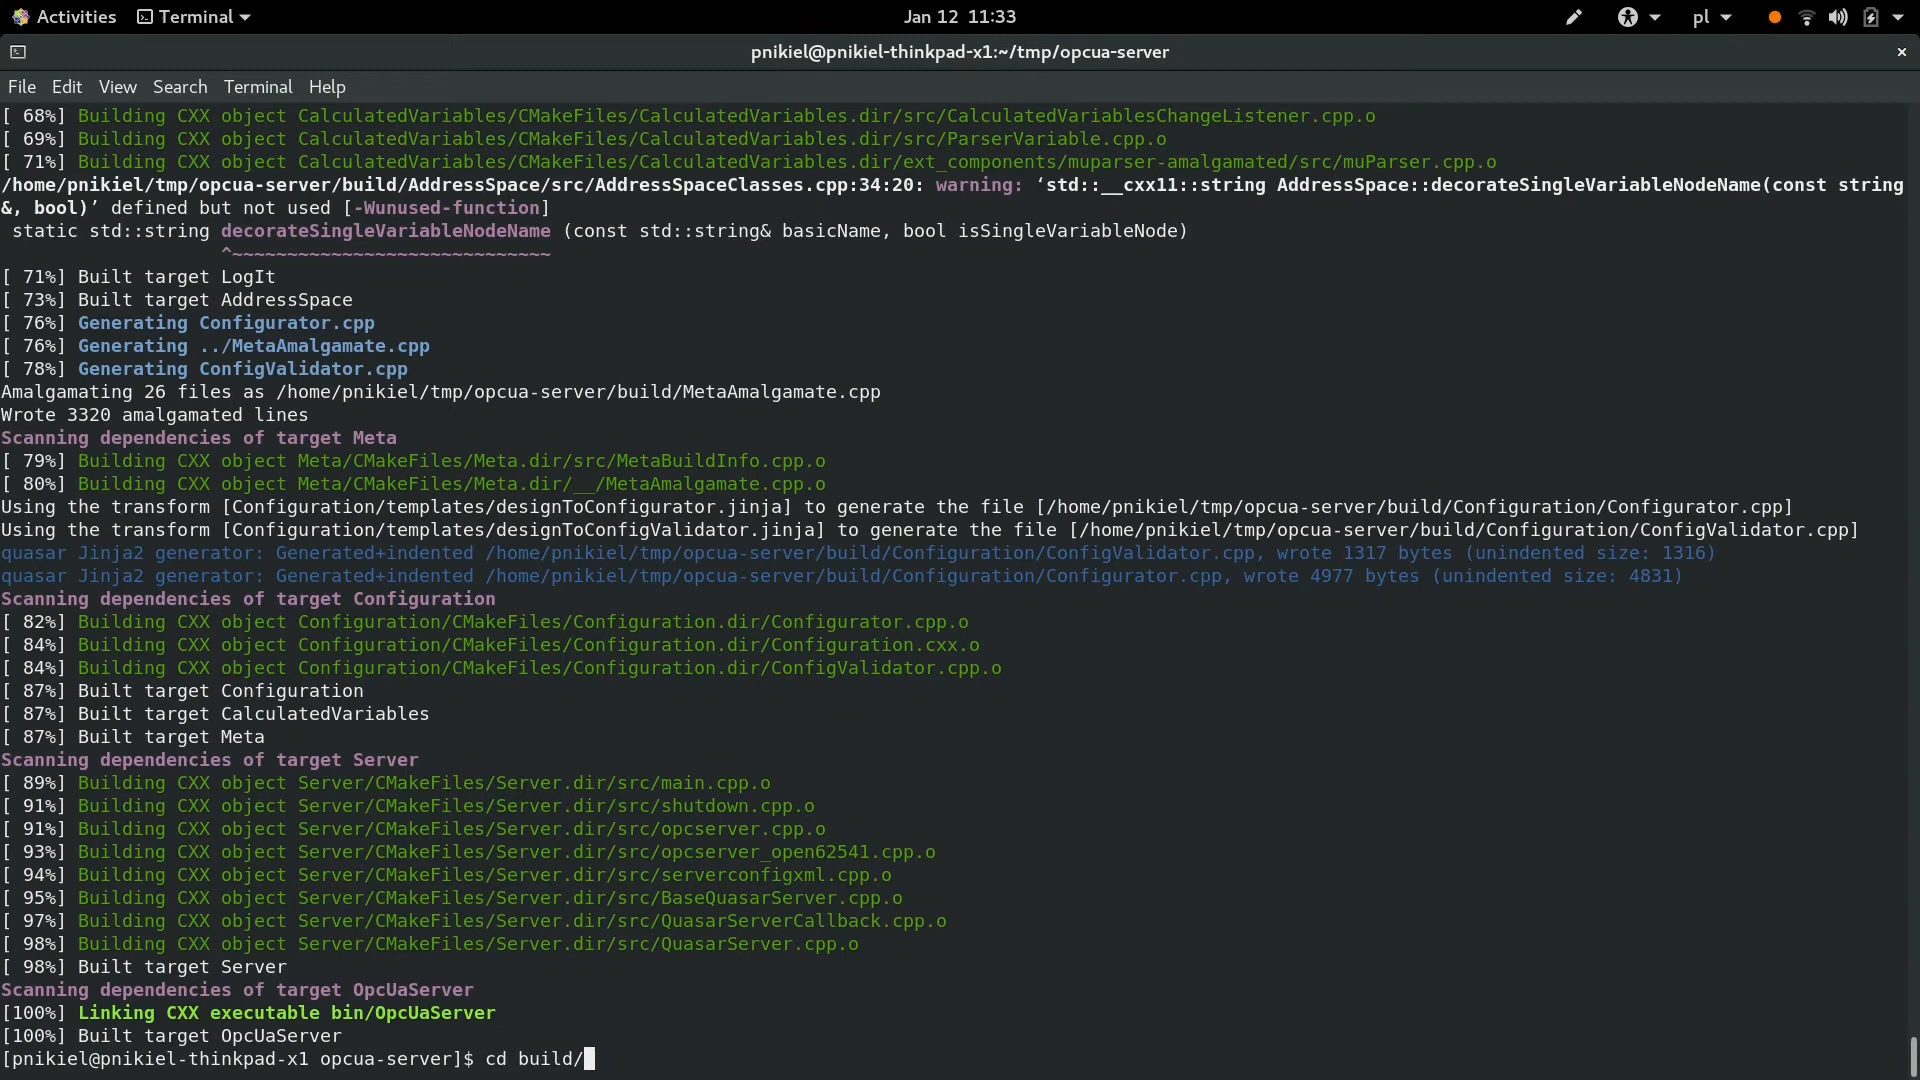 Activities Terminal Jan 12 11:33 pl
pnikiel@pnikiel-thinkpad-x1:~/tmp/opcua-server ×
File Edit View Search Terminal Help
[ 68%] Building CXX object CalculatedVariables/CMakeFiles/CalculatedVariables.dir/src/CalculatedVariablesChangeListener.cpp.o
[ 69%] Building CXX object CalculatedVariables/CMakeFiles/CalculatedVariables.dir/src/ParserVariable.cpp.o
[ 71%] Building CXX object CalculatedVariables/CMakeFiles/CalculatedVariables.dir/ext_components/muparser-amalgamated/src/muParser.cpp.o
/home/pnikiel/tmp/opcua-server/build/AddressSpace/src/AddressSpaceClasses.cpp:34:20: warning: ‘std::__cxx11::string AddressSpace::decorateSingleVariableNodeName(const string
&, bool)’ defined but not used [-Wunused-function]
 static std::string decorateSingleVariableNodeName (const std::string& basicName, bool isSingleVariableNode)
                    ^~~~~~~~~~~~~~~~~~~~~~~~~~~~~~
[ 71%] Built target LogIt
[ 73%] Built target AddressSpace
[ 76%] Generating Configurator.cpp
[ 76%] Generating ../MetaAmalgamate.cpp
[ 78%] Generating ConfigValidator.cpp
Amalgamating 26 files as /home/pnikiel/tmp/opcua-server/build/MetaAmalgamate.cpp
Wrote 3320 amalgamated lines
Scanning dependencies of target Meta
[ 79%] Building CXX object Meta/CMakeFiles/Meta.dir/src/MetaBuildInfo.cpp.o
[ 80%] Building CXX object Meta/CMakeFiles/Meta.dir/__/MetaAmalgamate.cpp.o
Using the transform [Configuration/templates/designToConfigurator.jinja] to generate the file [/home/pnikiel/tmp/opcua-server/build/Configuration/Configurator.cpp]
Using the transform [Configuration/templates/designToConfigValidator.jinja] to generate the file [/home/pnikiel/tmp/opcua-server/build/Configuration/ConfigValidator.cpp]
quasar Jinja2 generator: Generated+indented /home/pnikiel/tmp/opcua-server/build/Configuration/ConfigValidator.cpp, wrote 1317 bytes (unindented size: 1316)
quasar Jinja2 generator: Generated+indented /home/pnikiel/tmp/opcua-server/build/Configuration/Configurator.cpp, wrote 4977 bytes (unindented size: 4831)
Scanning dependencies of target Configuration
[ 82%] Building CXX object Configuration/CMakeFiles/Configuration.dir/Configurator.cpp.o
[ 84%] Building CXX object Configuration/CMakeFiles/Configuration.dir/Configuration.cxx.o
[ 84%] Building CXX object Configuration/CMakeFiles/Configuration.dir/ConfigValidator.cpp.o
[ 87%] Built target Configuration
[ 87%] Built target CalculatedVariables
[ 87%] Built target Meta
Scanning dependencies of target Server
[ 89%] Building CXX object Server/CMakeFiles/Server.dir/src/main.cpp.o
[ 91%] Building CXX object Server/CMakeFiles/Server.dir/src/shutdown.cpp.o
[ 91%] Building CXX object Server/CMakeFiles/Server.dir/src/opcserver.cpp.o
[ 93%] Building CXX object Server/CMakeFiles/Server.dir/src/opcserver_open62541.cpp.o
[ 94%] Building CXX object Server/CMakeFiles/Server.dir/src/serverconfigxml.cpp.o
[ 95%] Building CXX object Server/CMakeFiles/Server.dir/src/BaseQuasarServer.cpp.o
[ 97%] Building CXX object Server/CMakeFiles/Server.dir/src/QuasarServerCallback.cpp.o
[ 98%] Building CXX object Server/CMakeFiles/Server.dir/src/QuasarServer.cpp.o
[ 98%] Built target Server
Scanning dependencies of target OpcUaServer
[100%] Linking CXX executable bin/OpcUaServer
[100%] Built target OpcUaServer
[pnikiel@pnikiel-thinkpad-x1 opcua-server]$ cd build/